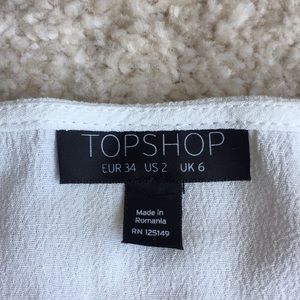 TOPSHOP
EUR 34 US 2 UK 6
Made in
Romania
RN 125149